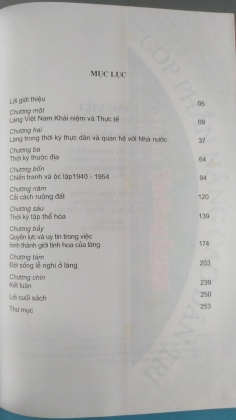 MỤC LỤC
Lời giới thiệu 05
Chương một
Làng Việt Nam Khái niệm và Thực tế 09
Chương hai
Làng trong thời kỳ thực dân và quan hệ với Nhà nước 37
Chương ba
Thời kỳ thuộc địa 64
Chương bốn
Chiến tranh và độc lập 1940 - 1954 94
Chương năm
Cải cách ruộng đất 120
Chương sáu
Thời kỳ tập thể hóa 139
Chương bẩy
Quyền lực và uy tín trong việc
hình thành giới tinh hoa của làng 174
Chương tám
Đời sống lễ nghi ở làng 203
Chương chín
Kết luận 239
Lời cuối sách 250
Thư mục 253